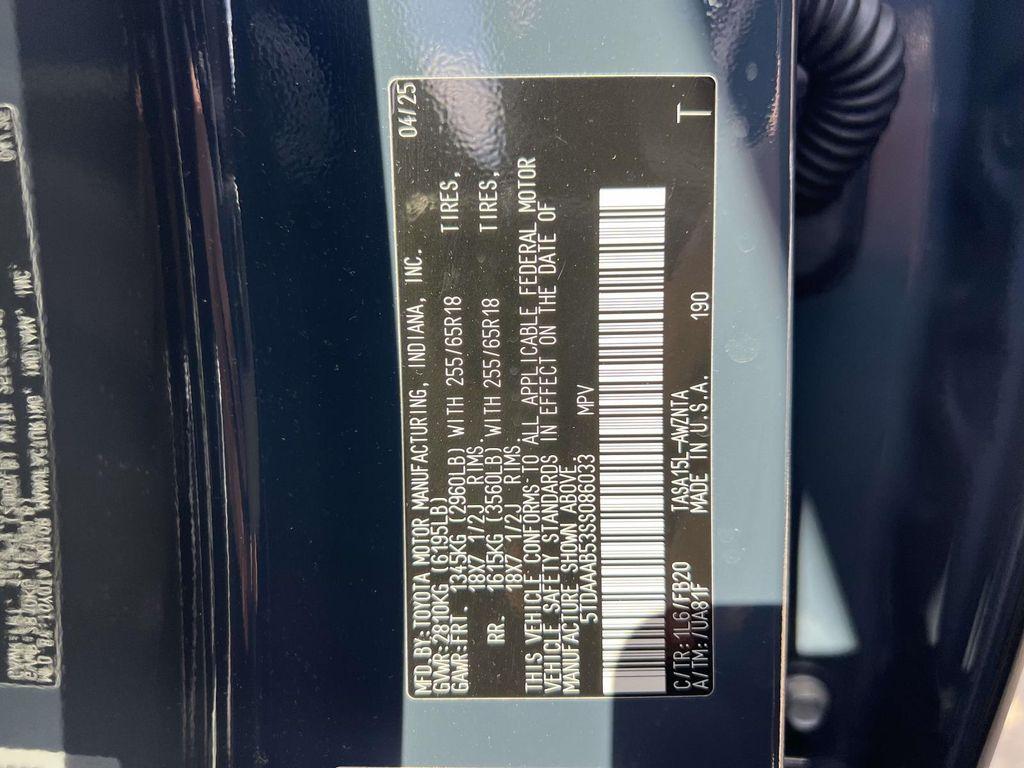 MFD.BY:TOYOTA MOTOR MANUFACTURING, INDIANA, INC. 04/25
GVWR:2810KG (6195LB)
GAWR:FRT. 1345KG (2960LB) WITH 255/65R18 TIRES,
18X7 1/2J RIMS,
RR. 1615KG (3560LB) WITH 255/65R18 TIRES,
18X7 1/2J RIMS
THIS VEHICLE CONFORMS TO ALL APPLICABLE FEDERAL MOTOR
VEHICLE SAFETY STANDARDS IN EFFECT ON THE DATE OF
MANUFACTURE SHOWN ABOVE.
5TDAAAB53SS086033 MPV
C/TR: 1L6/FB20 TASA15L-AWZNTA 190 T
A/TM: /UA81F MADE IN U.S.A.